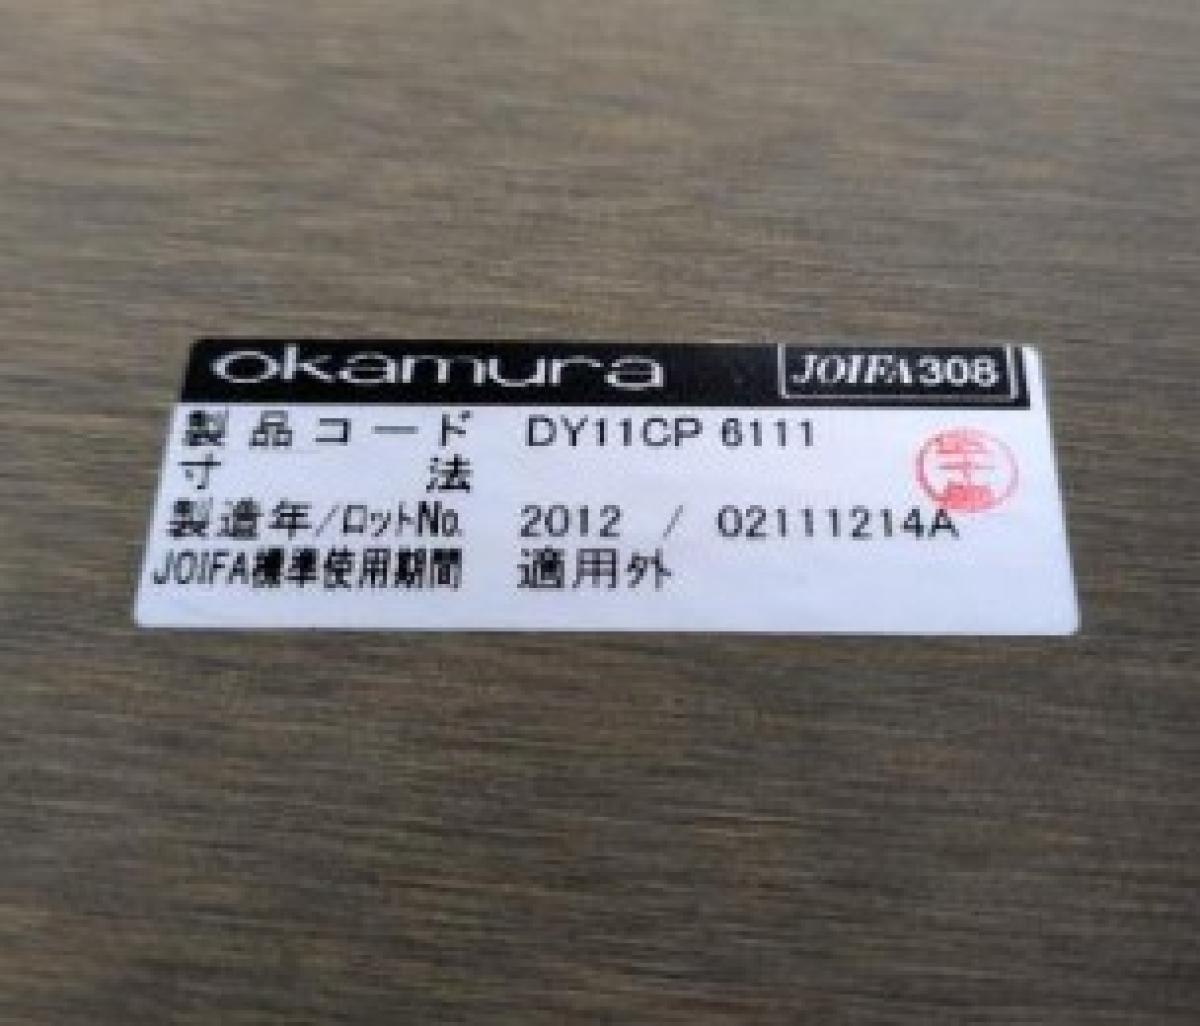 okamura JOIFA308
製品コード DY11CP 6111
寸法
製造年/ロットNo. 2012 / 02111214A
JOIFA標準使用期間 適用外